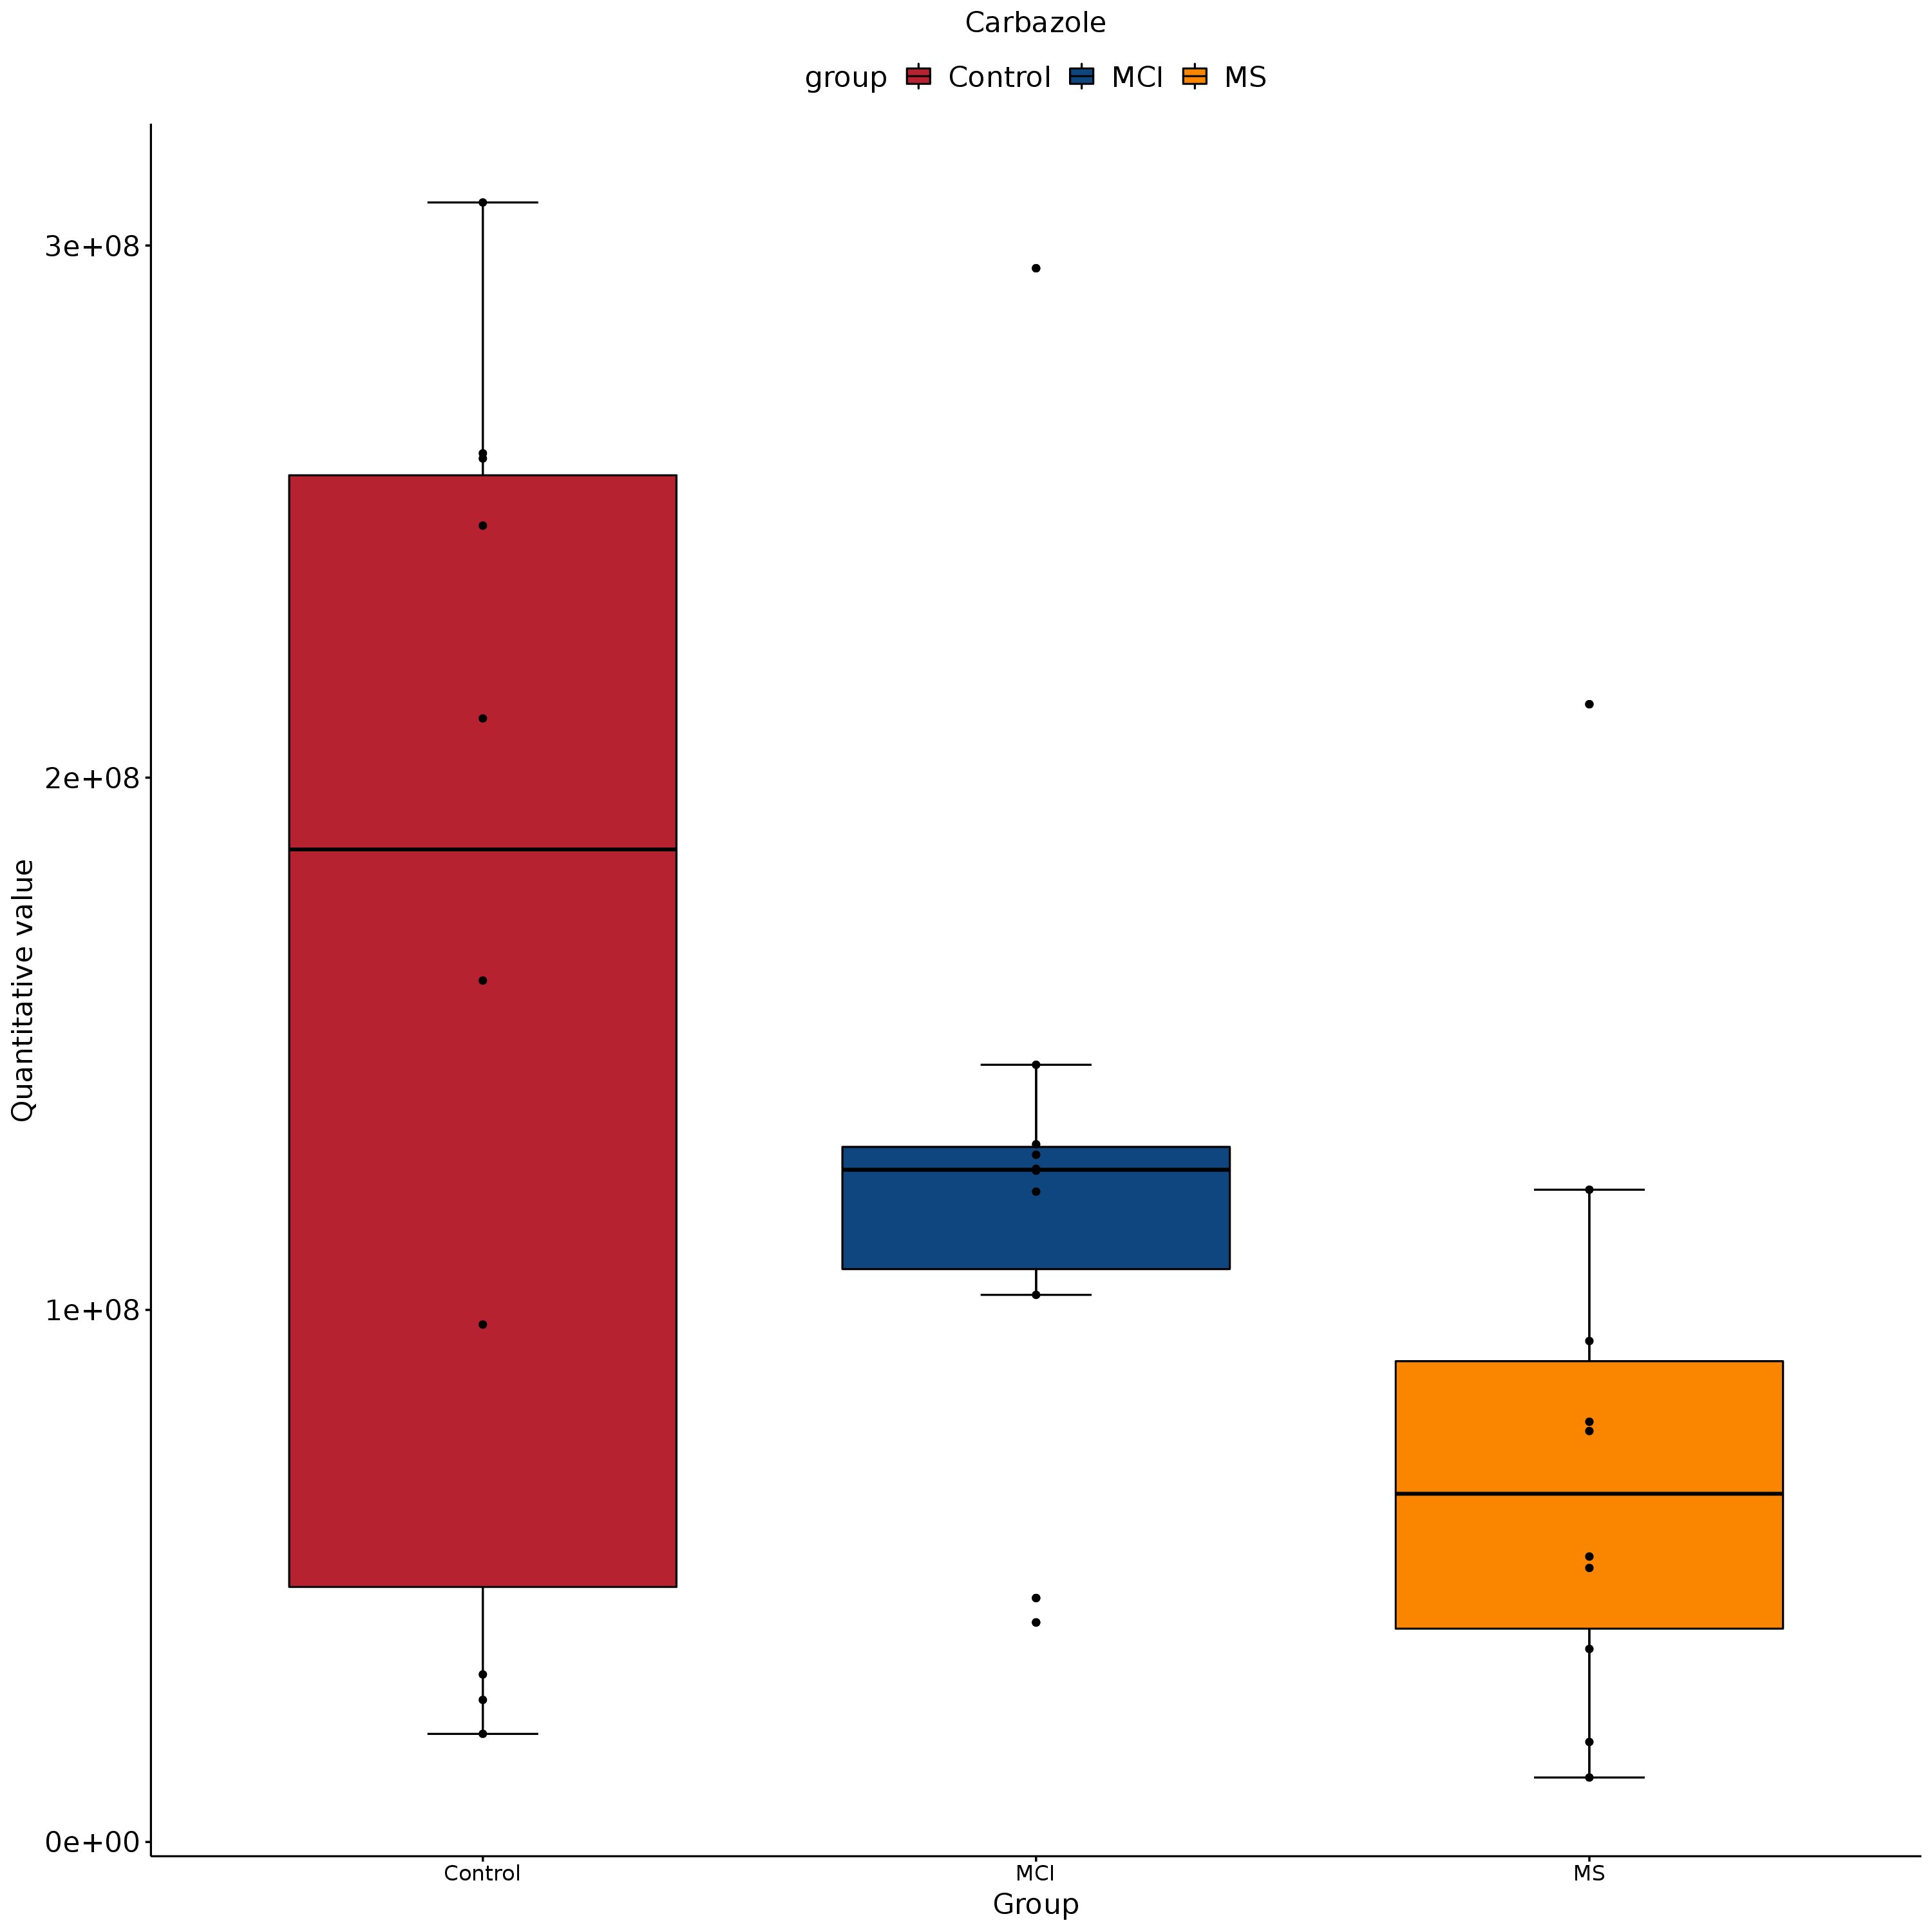 Carbazole
group Control MCI MS
Quantitative value
3e+08
2e+08
1e+08
0e+00
Control MCI MS
Group